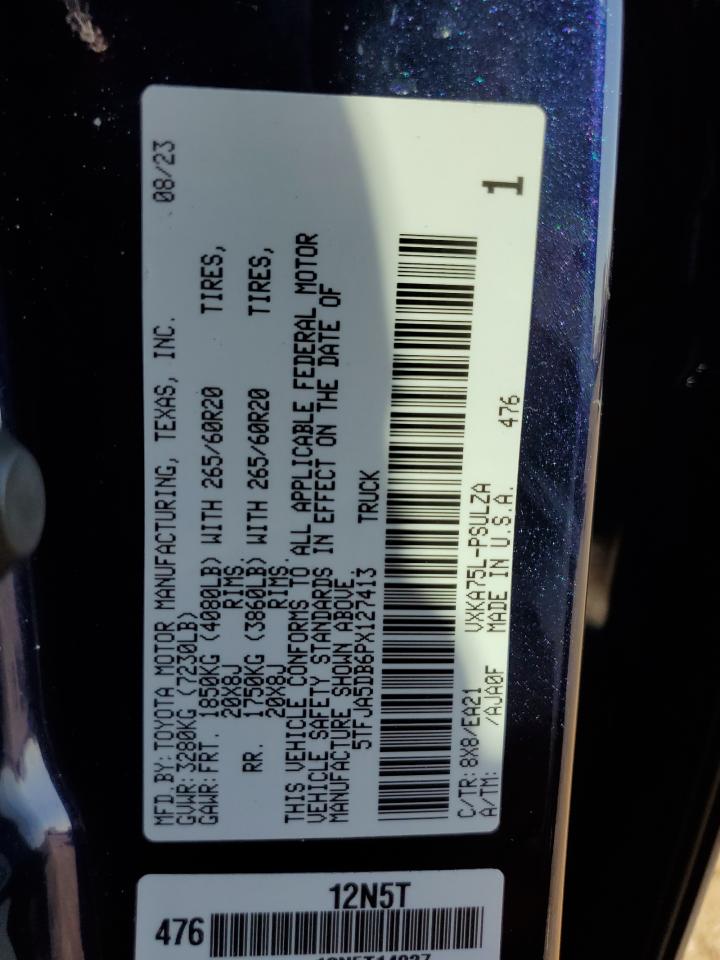 MFD.BY:TOYOTA MOTOR MANUFACTURING, TEXAS, INC. 08/23
GVWR:3280KG (7230LB)
GAWR:FRT. 1850KG (4080LB) WITH 265/60R20 TIRES,
20X8J RIMS.
RR. 1750KG (3860LB) WITH 265/60R20 TIRES,
20X8J RIMS.
THIS VEHICLE CONFORMS TO ALL APPLICABLE FEDERAL MOTOR
VEHICLE SAFETY STANDARDS IN EFFECT ON THE DATE OF
MANUFACTURE SHOWN ABOVE.
5TFJA5DB6PX127413 TRUCK
1
C/TR:8X8/EA21 VXKA75L-PSULZA
A/TM: /AJA0F MADE IN U.S.A. 476
12N5T
476